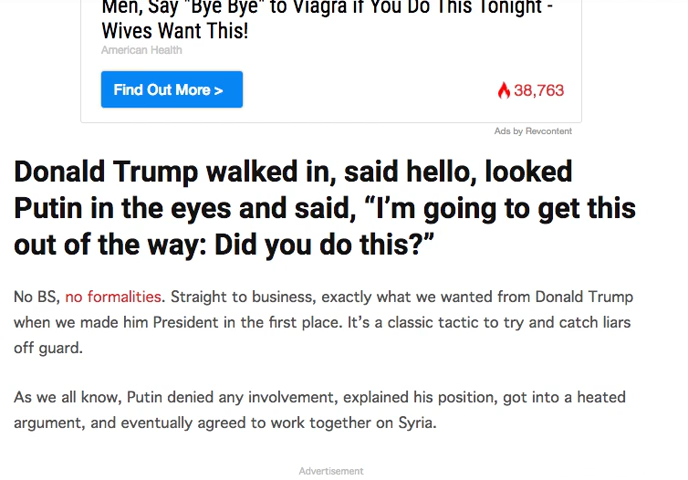 Men, Say "Bye Bye" to Viagra if You Do This Tonight -
Wives Want This!
American Health
Find Out More >
38,763
Ads by Revcontent
Donald Trump walked in, said hello, looked
Putin in the eyes and said, “I’m going to get this
out of the way: Did you do this?”
No BS, no formalities. Straight to business, exactly what we wanted from Donald Trump
when we made him President in the first place. It’s a classic tactic to try and catch liars
off guard.
As we all know, Putin denied any involvement, explained his position, got into a heated
argument, and eventually agreed to work together on Syria.
Advertisement